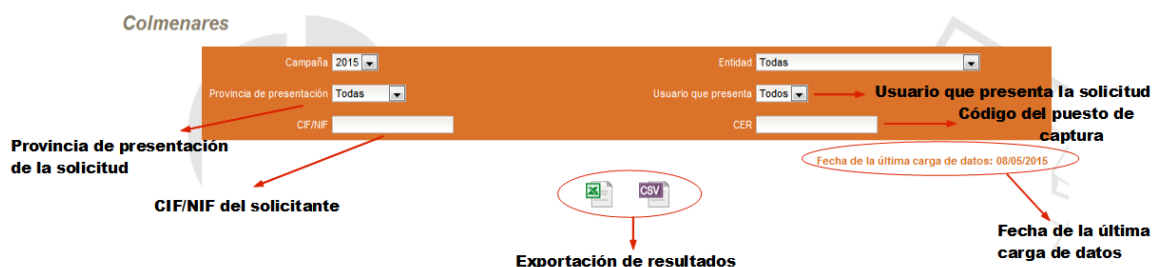 Colmenares
Campaña 2015
Entidad Todas
Provincia de presentación Todas
Usuario que presenta Todos
Usuario que presenta la solicitud
CIF/NIF
CER
Código del puesto de
captura
Provincia de presentación
de la solicitud
Fecha de la última carga de datos: 08/05/2015
CIF/NIF del solicitante
CSV
Fecha de la última
carga de datos
Exportación de resultados